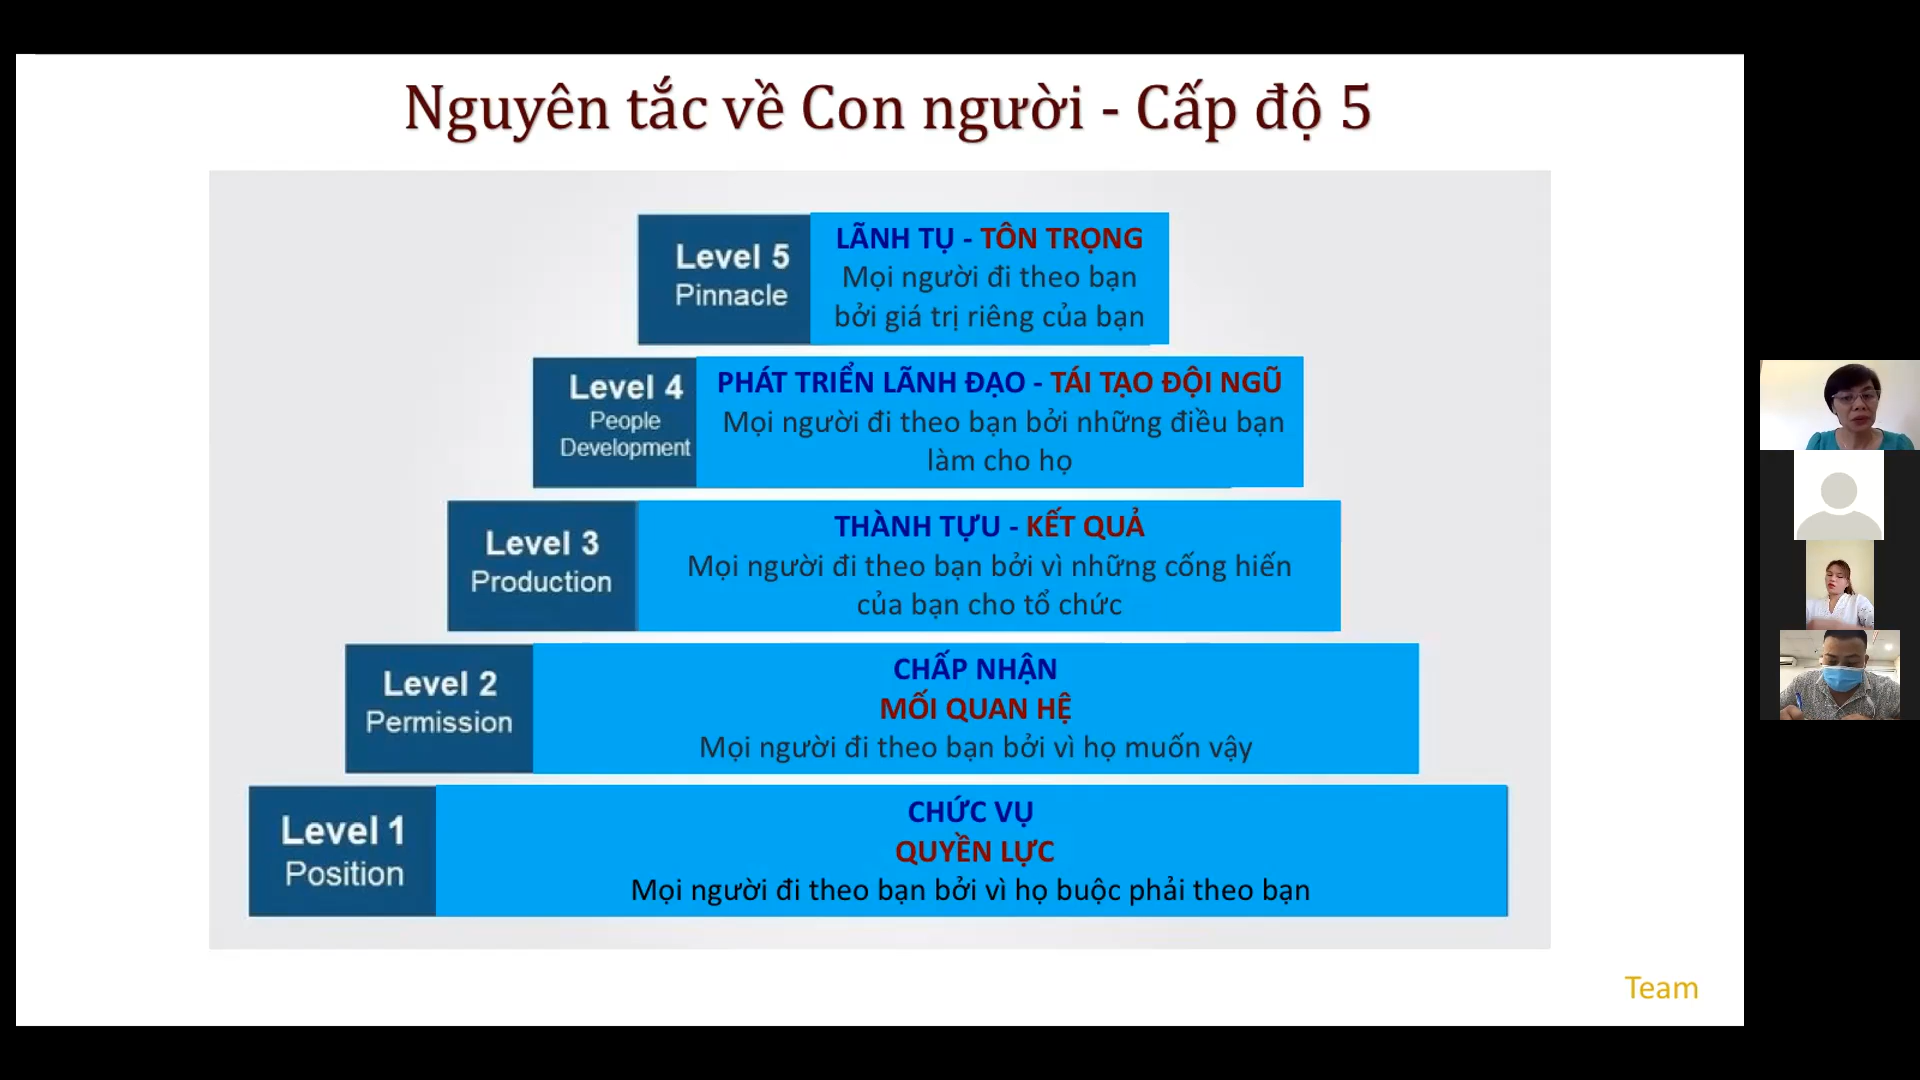 Nguyên tắc về Con người - Cấp độ 5
Level 5
Pinnacle
LÃNH TỤ - TÔN TRỌNG
Mọi người đi theo bạn
bởi giá trị riêng của bạn
Level 4
People
Development
PHÁT TRIỂN LÃNH ĐẠO - TÁI TẠO ĐỘI NGŨ
Mọi người đi theo bạn bởi những điều bạn
làm cho họ
Level 3
Production
THÀNH TỰU - KẾT QUẢ
Mọi người đi theo bạn bởi vì những cống hiến
của bạn cho tổ chức
Level 2
Permission
CHẤP NHẬN
MỐI QUAN HỆ
Mọi người đi theo bạn bởi vì họ muốn vậy
Level 1
Position
CHỨC VỤ
QUYỀN LỰC
Mọi người đi theo bạn bởi vì họ buộc phải theo bạn
Team